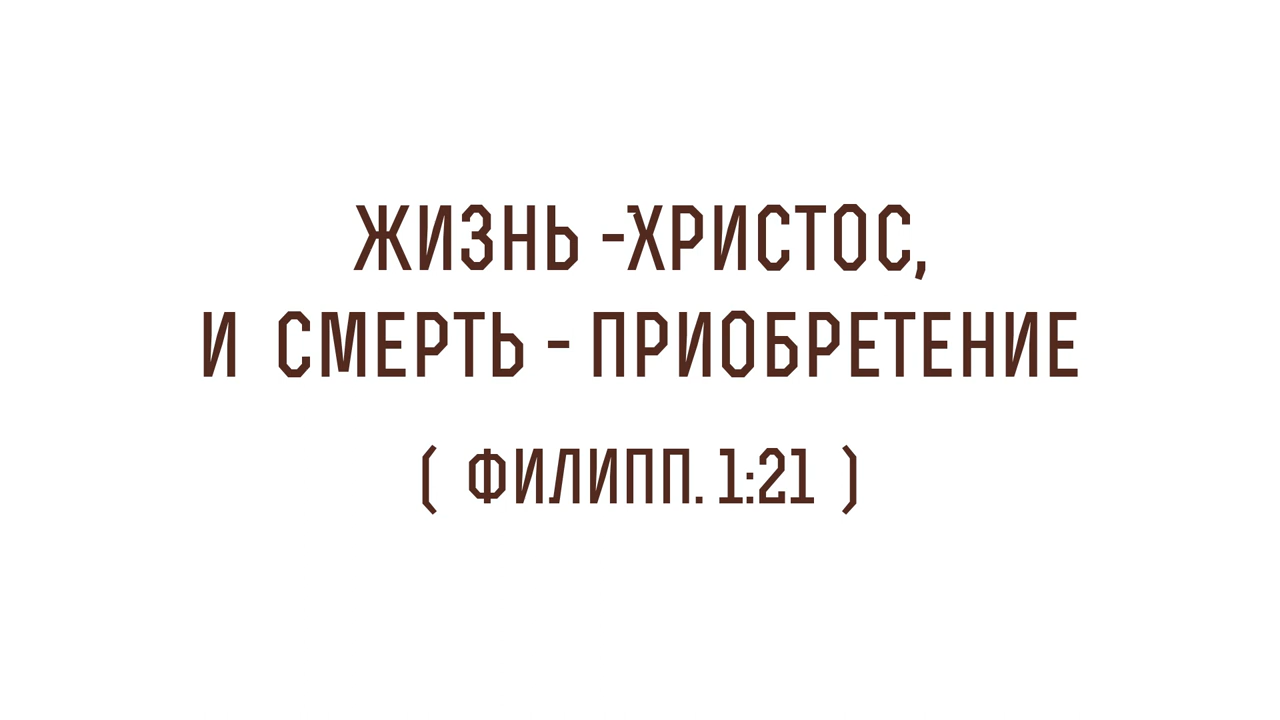 ЖИЗНЬ -ХРИСТОС,
И СМЕРТЬ - ПРИОБРЕТЕНИЕ
( ФИЛИПП. 1:21 )